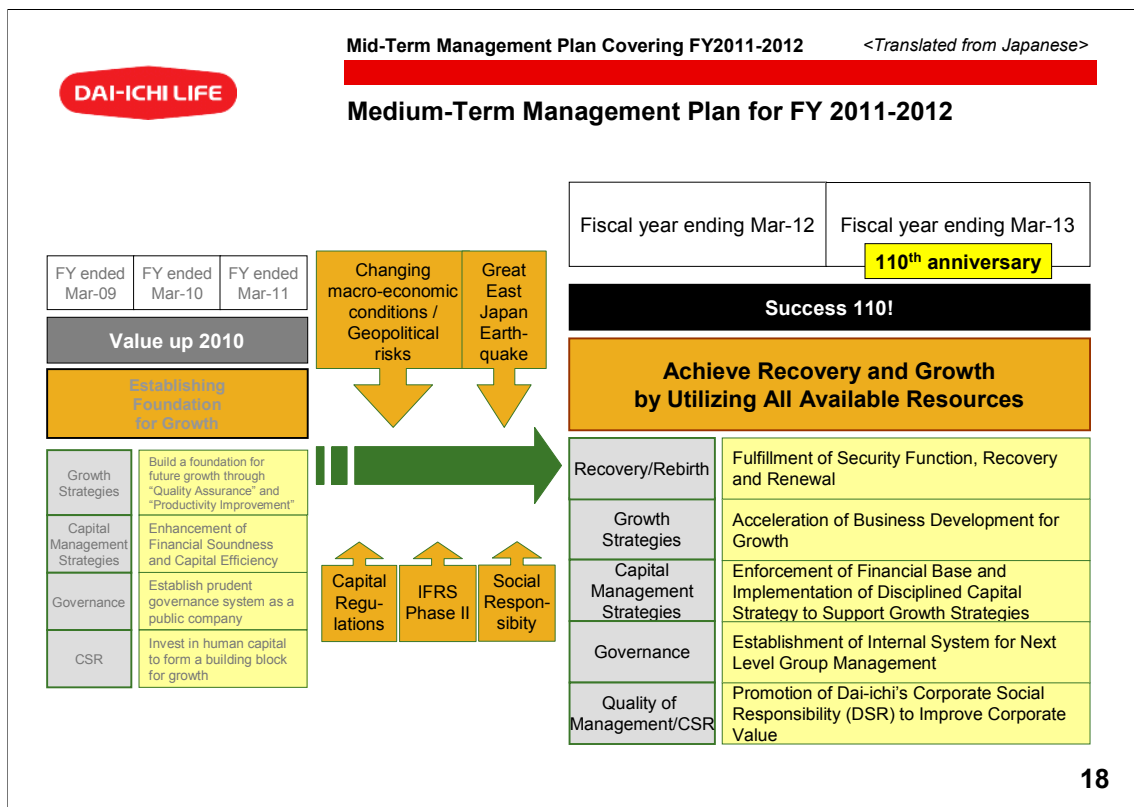 Mid-Term Management Plan Covering FY2011-2012
<Translated from Japanese>
DAI-ICHI LIFE
Medium-Term Management Plan for FY 2011-2012
FY ended
Mar-09
FY ended
Mar-10
FY ended
Mar-11
Value up 2010
Establishing
Foundation
for Growth
Growth
Strategies
Build a foundation for
future growth through
“Quality Assurance” and
“Productivity Improvement”
Capital
Management
Strategies
Enhancement of
Financial Soundness
and Capital Efficiency
Governance
Establish prudent
governance system as a
public company
CSR
Invest in human capital
to form a building block
for growth
Changing
macro-economic
conditions /
Geopolitical
risks
Great
East
Japan
Earth-
quake
Capital
Regu-
lations
IFRS
Phase II
Social
Respon-
sibity
Fiscal year ending Mar-12
Fiscal year ending Mar-13
110th anniversary
Success 110!
Achieve Recovery and Growth
by Utilizing All Available Resources
Recovery/Rebirth
Fulfillment of Security Function, Recovery
and Renewal
Growth
Strategies
Acceleration of Business Development for
Growth
Capital
Management
Strategies
Enforcement of Financial Base and
Implementation of Disciplined Capital
Strategy to Support Growth Strategies
Governance
Establishment of Internal System for Next
Level Group Management
Quality of
Management/CSR
Promotion of Dai-ichi’s Corporate Social
Responsibility (DSR) to Improve Corporate
Value
18